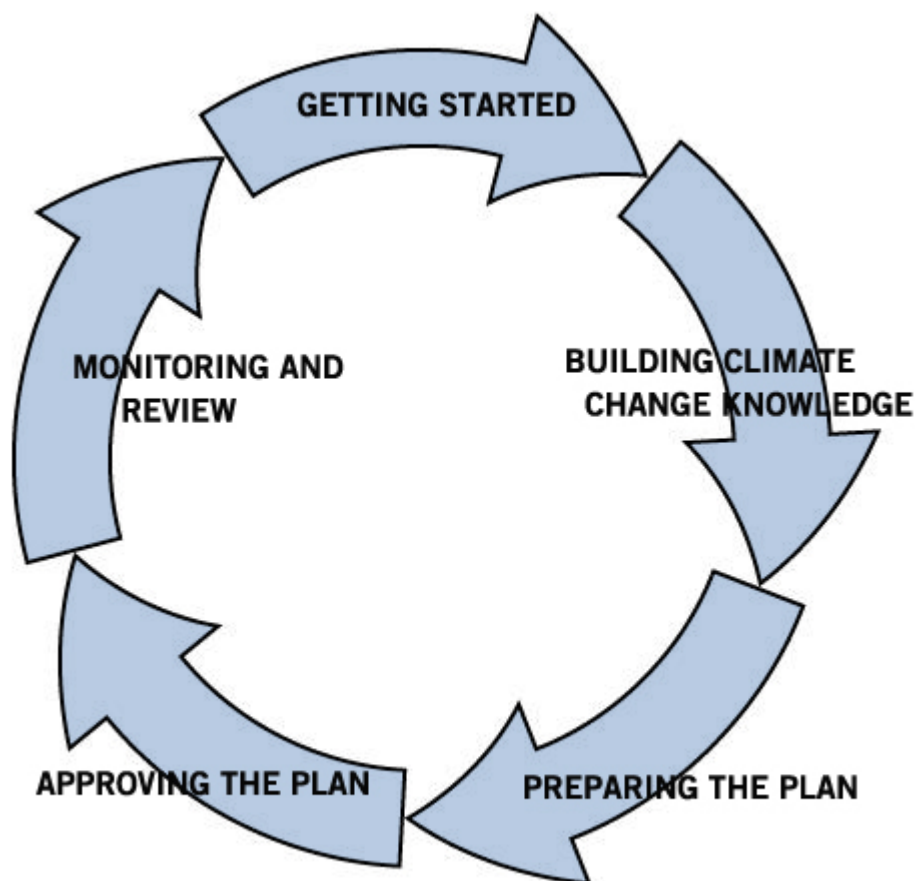 GETTING STARTED
BUILDING CLIMATE
CHANGE KNOWLEDGE
PREPARING THE PLAN
APPROVING THE PLAN
MONITORING AND
REVIEW